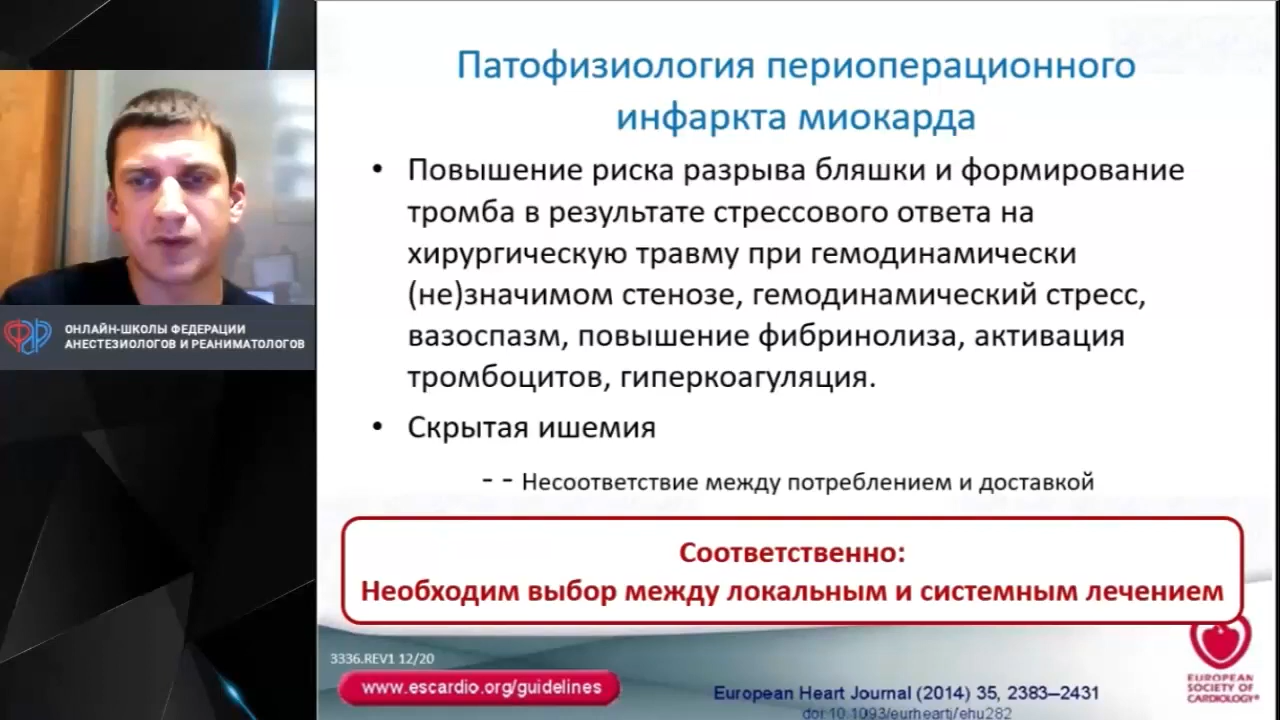 Патофизиология периоперационного
инфаркта миокарда
• Повышение риска разрыва бляшки и формирование
тромба в результате стрессового ответа на
хирургическую травму при гемодинамически
(не)значимом стенозе, гемодинамический стресс,
вазоспазм, повышение фибринолиза, активация
тромбоцитов, гиперкоагуляция.
• Скрытая ишемия
- - Несоответствие между потреблением и доставкой
Соответственно:
Необходим выбор между локальным и системным лечением
ОНЛАЙН-ШКОЛЫ ФЕДЕРАЦИИ
АНЕСТЕЗИОЛОГОВ И РЕАНИМАТОЛОГОВ
3336.REV1 12/20
www.escardio.org/guidelines
European Heart Journal (2014) 35, 2383–2431
doi:10.1093/eurheartj/ehu282
EUROPEAN
SOCIETY OF
CARDIOLOGY®